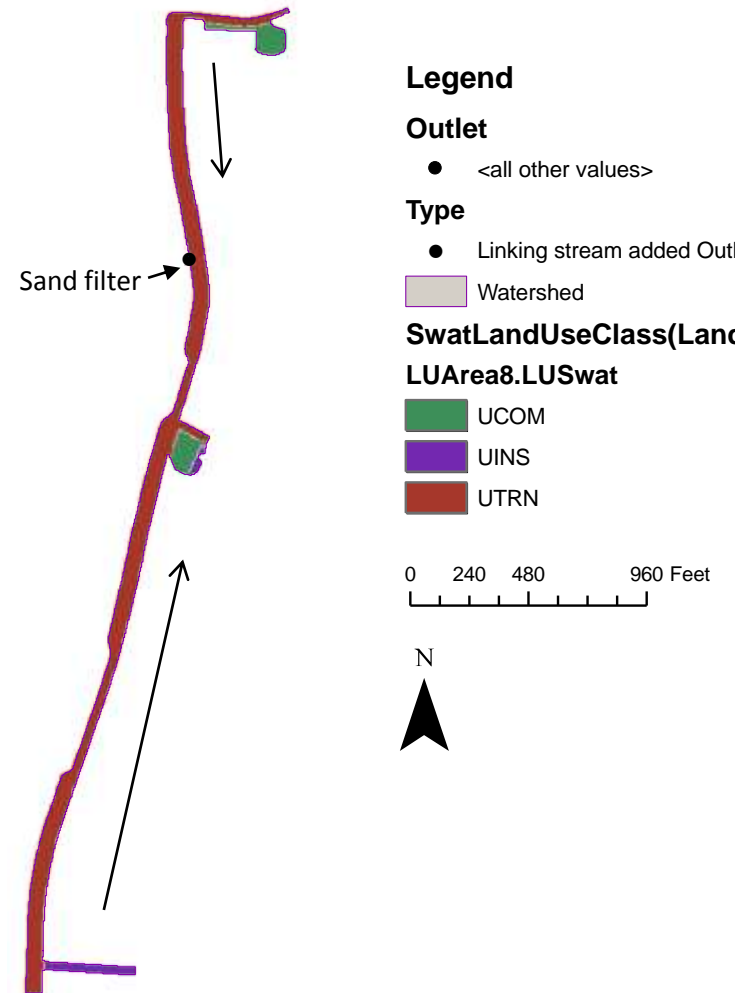 Legend
Outlet
<all other values>
Type
Linking stream added Outl
Watershed
SwatLandUseClass(Land
LUArea8.LUSwat
UCOM
UINS
UTRN
0 240 480 960 Feet
N
Sand filter